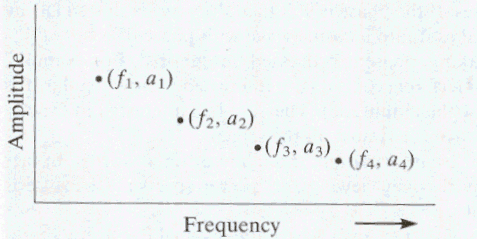 Amplitude
(f₁, a₁)
(f₂, a₂)
(f₃, a₃)
(f₄, a₄)
Frequency